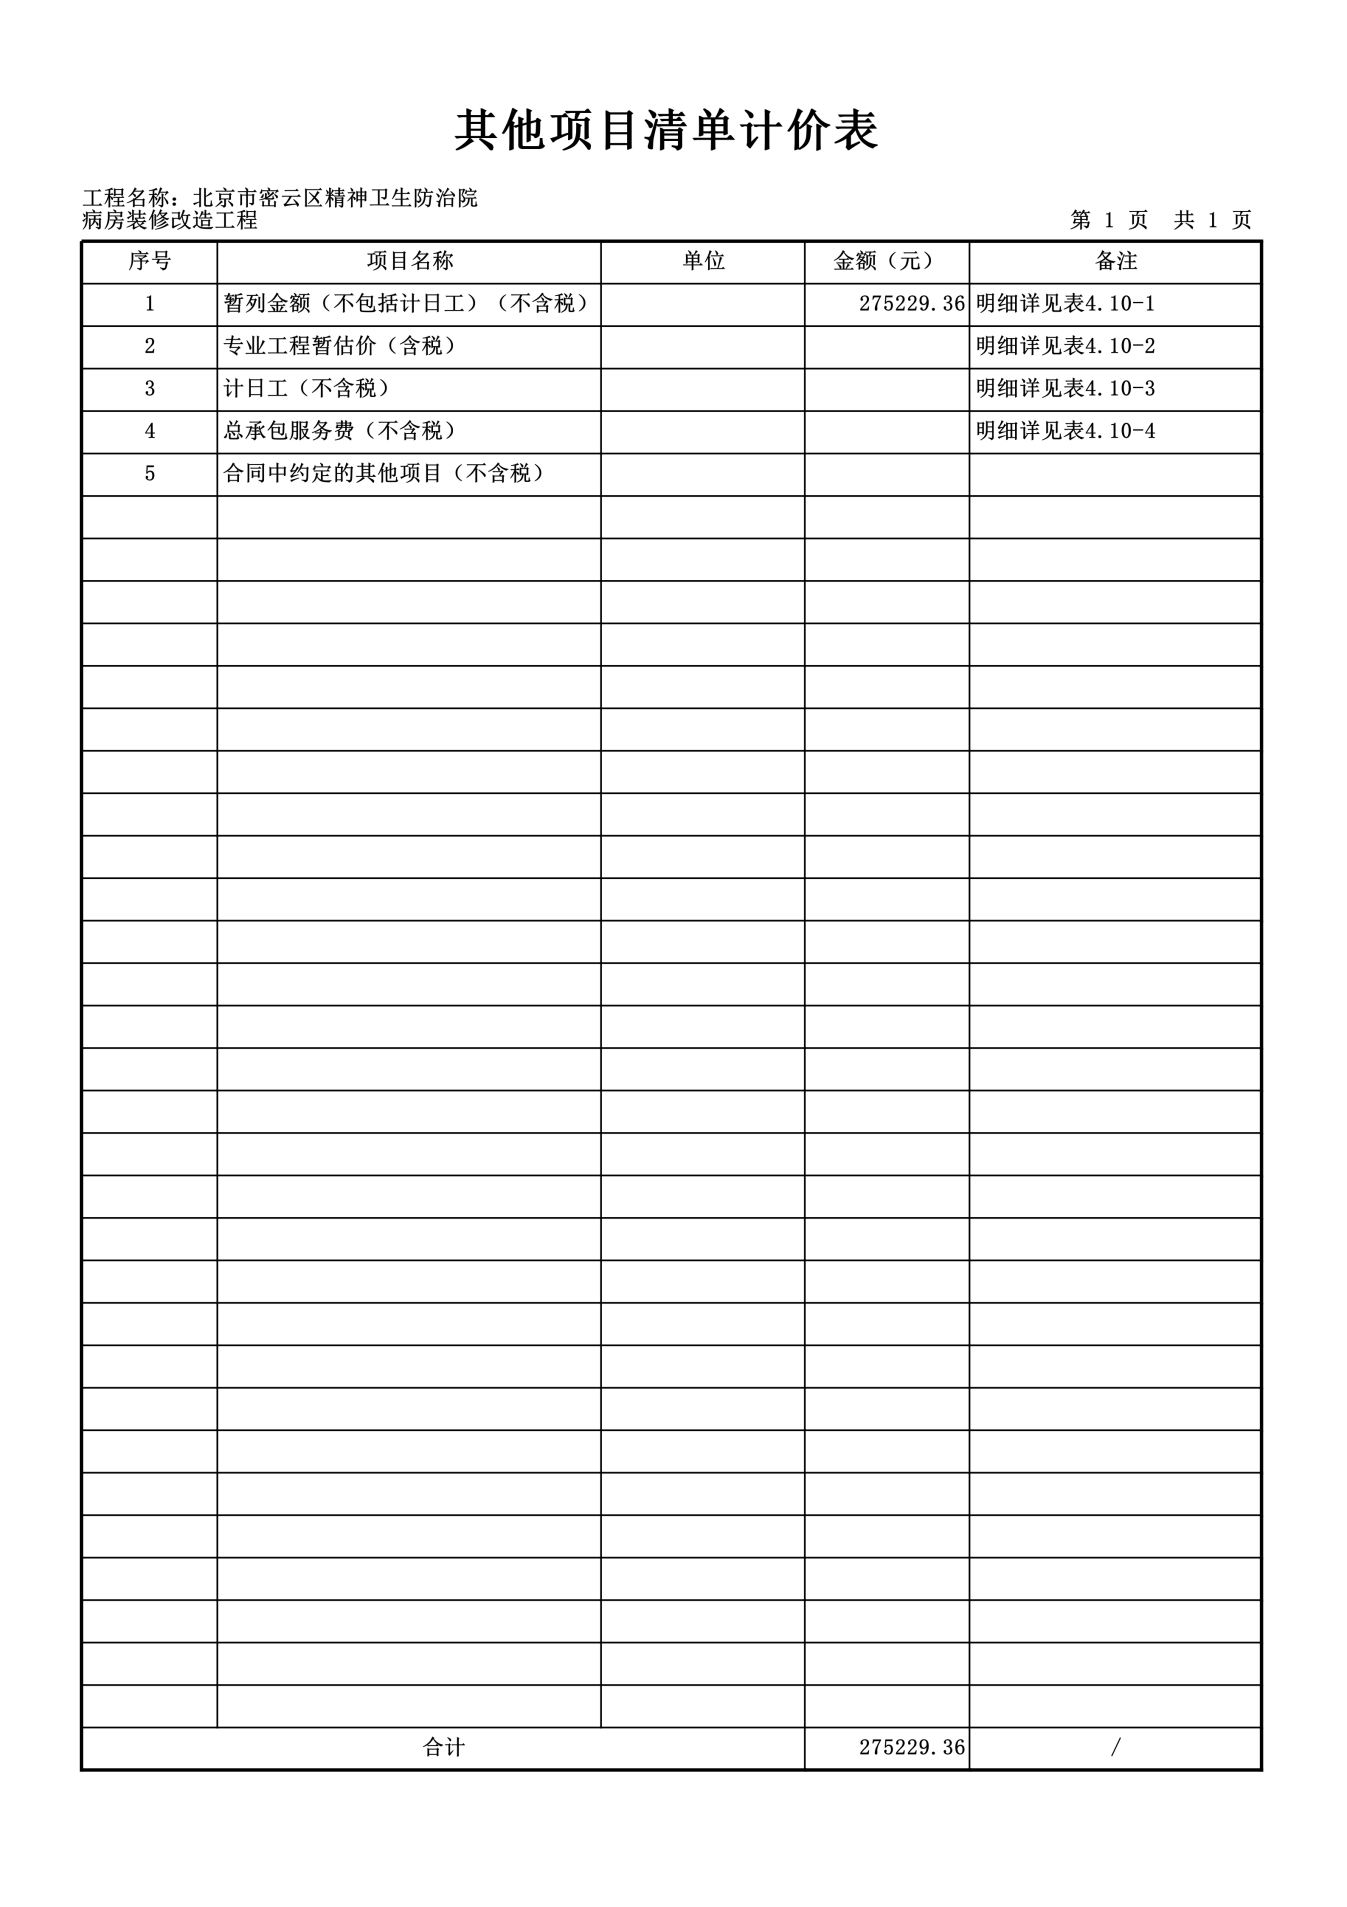 其他项目清单计价表
工程名称：北京市密云区精神卫生防治院
病房装修改造工程 第 1 页 共 1 页
序号 项目名称 单位 金额（元） 备注
1 暂列金额（不包括计日工）（不含税） 275229.36 明细详见表4.10-1
2 专业工程暂估价（含税） 明细详见表4.10-2
3 计日工（不含税） 明细详见表4.10-3
4 总承包服务费（不含税） 明细详见表4.10-4
5 合同中约定的其他项目（不含税）
合计 275229.36 /